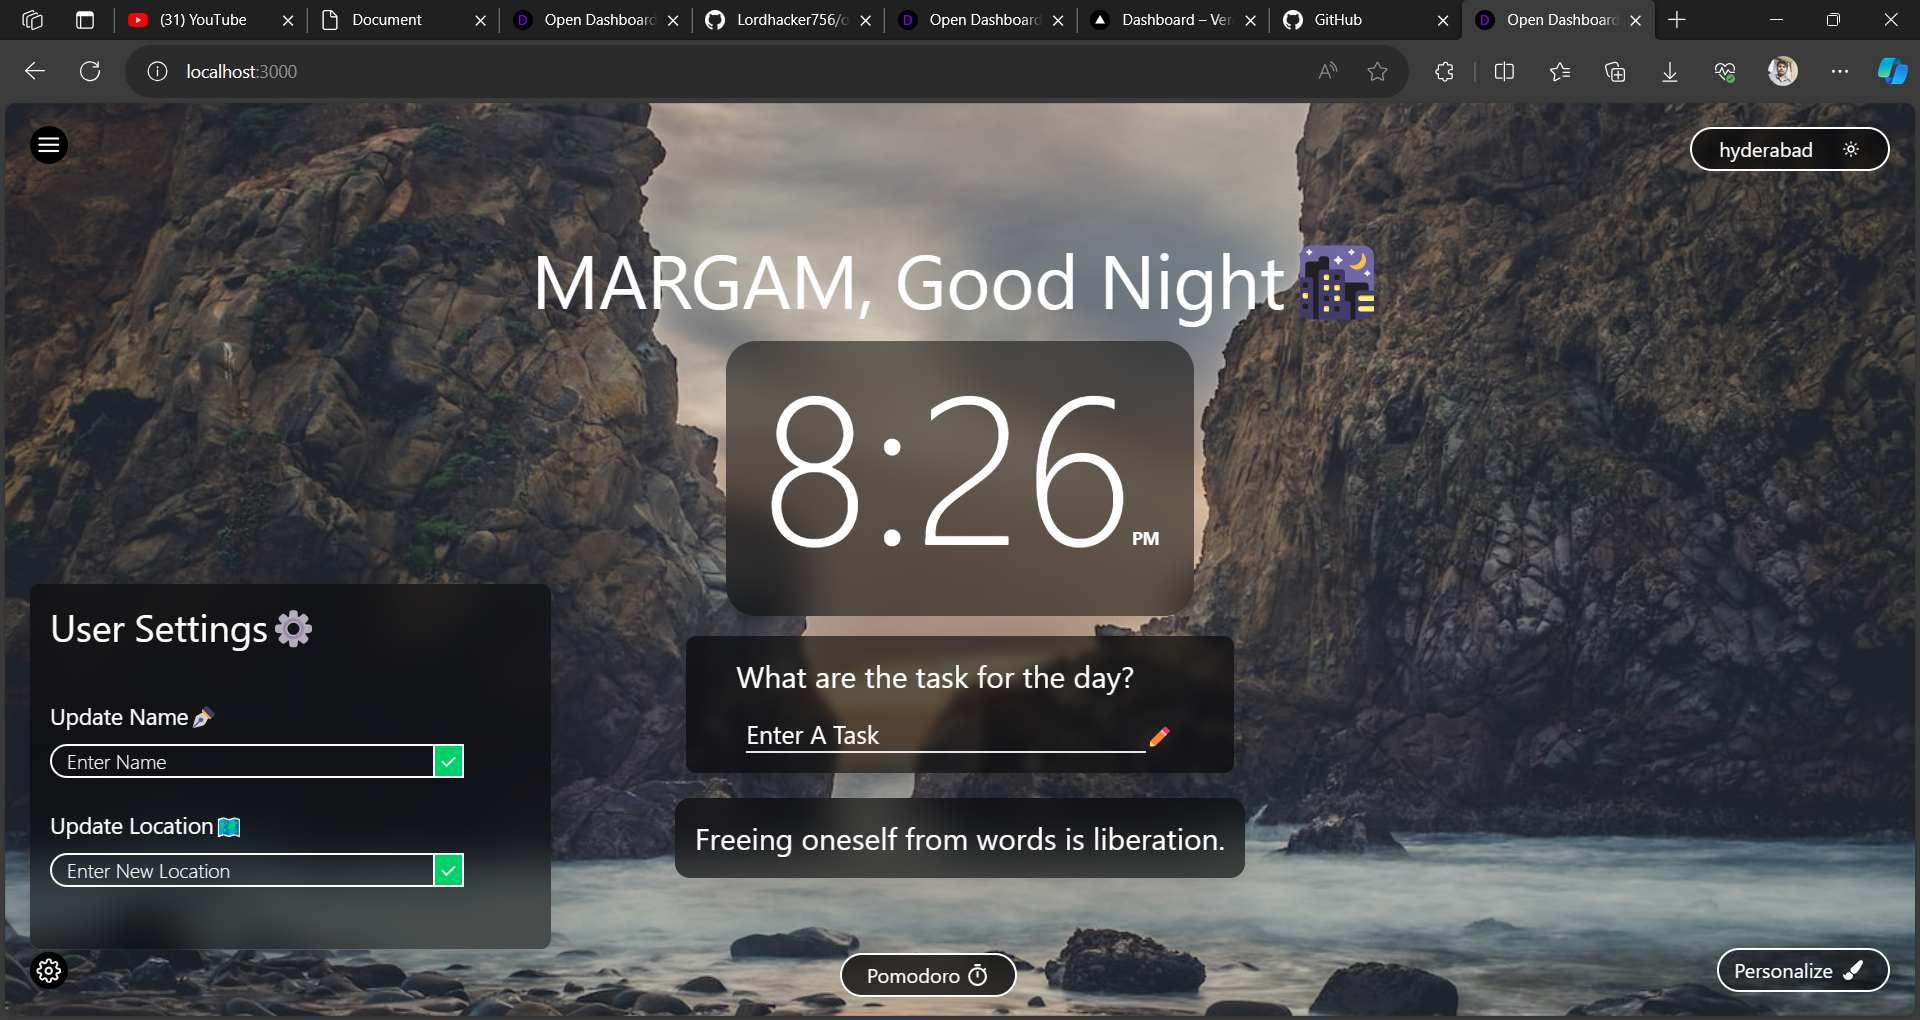 (31) YouTube
Document
Open Dashboard
Lordhacker756/o
Open Dashboard
Dashboard – Ver
GitHub
Open Dashboard
localhost:3000
hyderabad
MARGAM, Good Night
8:26 PM
User Settings
Update Name
Enter Name
Update Location
Enter New Location
What are the task for the day?
Enter A Task
Freeing oneself from words is liberation.
Pomodoro
Personalize